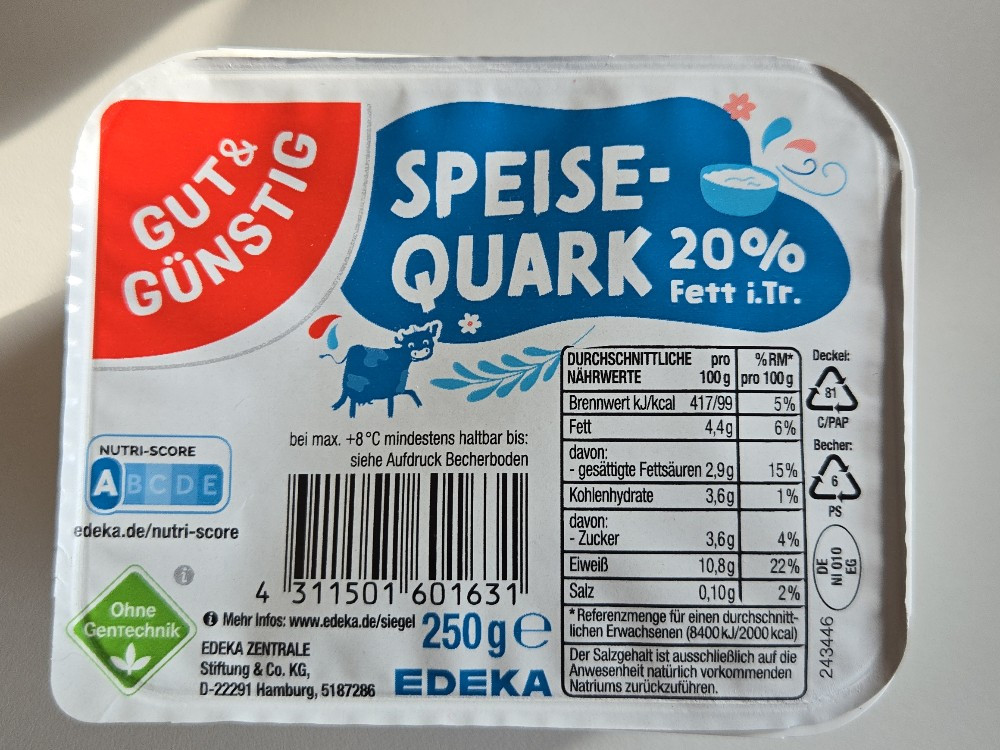 GUT&
GÜNSTIG
SPEISE-
QUARK
20%
Fett i.Tr.
NUTRI-SCORE
A B C D E
edeka.de/nutri-score
Ohne
GenTechnik
bei max. +8°C mindestens haltbar bis:
siehe Aufdruck Becherboden
4 311501 601631
i Mehr Infos: www.edeka.de/siegel
EDEKA ZENTRALE
Stiftung & Co. KG,
D-22291 Hamburg, 5187286
250 g e
EDEKA
DURCHSCHNITTLICHE pro %RM*
NÄHRWERTE 100 g pro 100 g
Brennwert kJ/kcal 417/99 5%
Fett 4,4g 6%
davon:
- gesättigte Fettsäuren 2,9g 15%
Kohlenhydrate 3,6g 1%
davon:
- Zucker 3,6g 4%
Eiweiß 10,8g 22%
Salz 0,10g 2%
*Referenzmenge für einen durchschnitt-
lichen Erwachsenen (8400 kJ/2000 kcal)
Der Salzgehalt ist ausschließlich auf die
Anwesenheit natürlich vorkommenden
Natriums zurückzuführen.
Deckel:
81
C/PAP
Becher:
6
PS
DE
NI 010
EG
243446